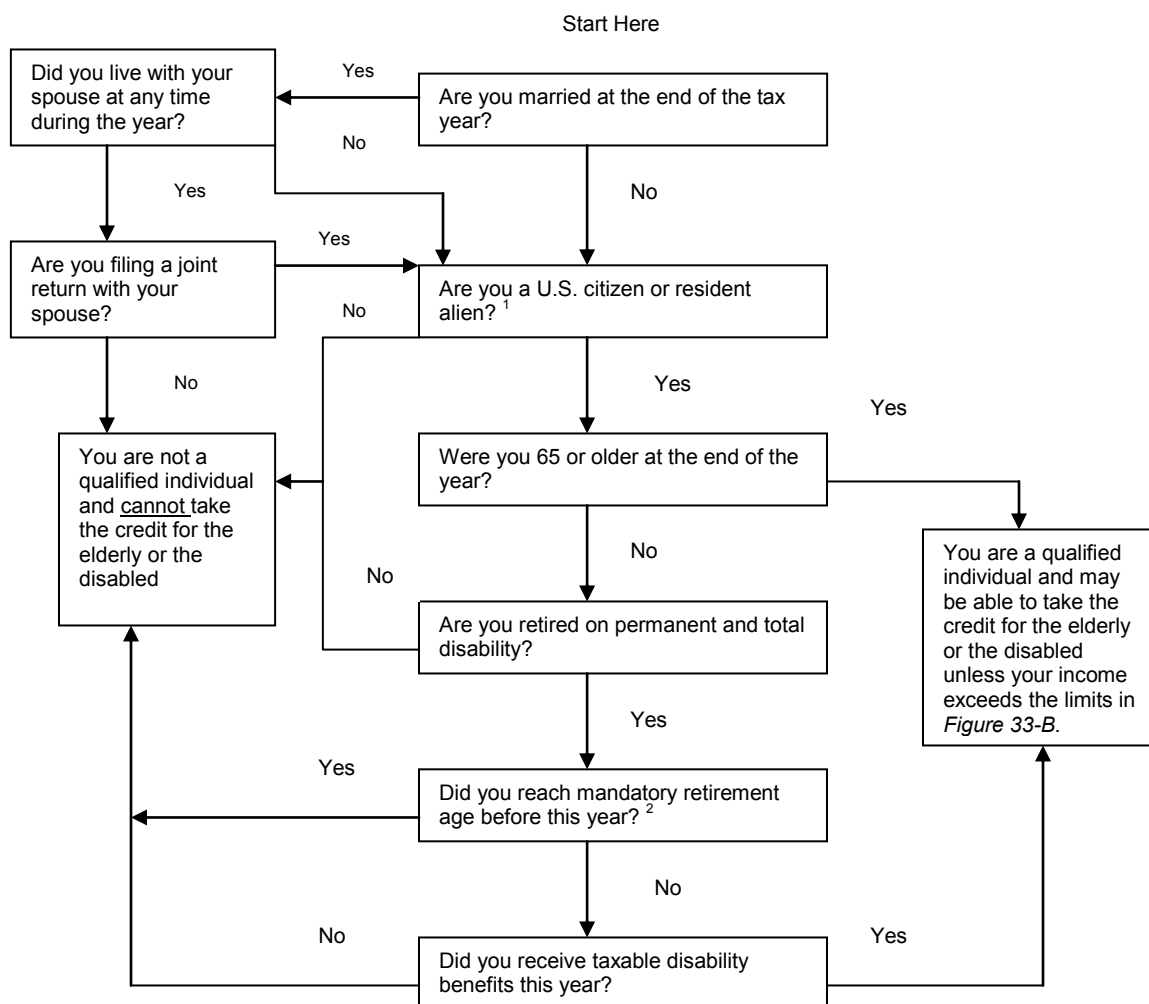 Start Here
Did you live with your
spouse at any time
during the year?
Yes
Are you married at the end of the tax
year?
No
Yes
No
Are you filing a joint
return with your
spouse?
Yes
Are you a U.S. citizen or resident
alien? 1
No
No
Yes
Yes
You are not a
qualified individual
and cannot take
the credit for the
elderly or the
disabled
Were you 65 or older at the end of the
year?
No
No
You are a qualified
individual and may
be able to take the
credit for the elderly
or the disabled
unless your income
exceeds the limits in
Figure 33-B.
Are you retired on permanent and total
disability?
Yes
Yes
Did you reach mandatory retirement
age before this year? 2
No
No
Yes
Did you receive taxable disability
benefits this year?